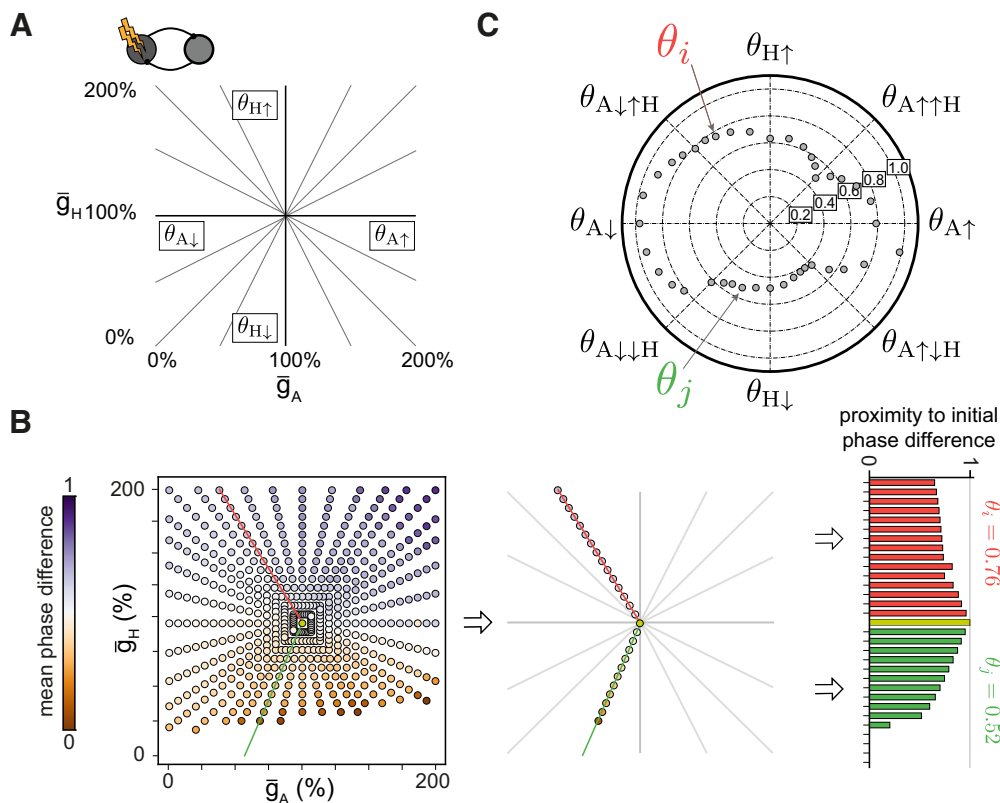 A
200%
θH↑
ḡH 100%
θA↓
θA↑
θH↓
0%
0% 100% 200%
ḡA
C
θi
θH↑
θA↓↑H
θA↑↑H
1.0
0.8
0.6
0.4
0.2
θA↓
θA↑
θA↓↓H
θA↑↓H
θj
θH↓
B
1
mean phase difference
0
200
ḡH (%)
0
0 200
ḡA (%)
⇒
proximity to initial
phase difference
0 1
⇒
θi = 0.76
⇒
θj = 0.52